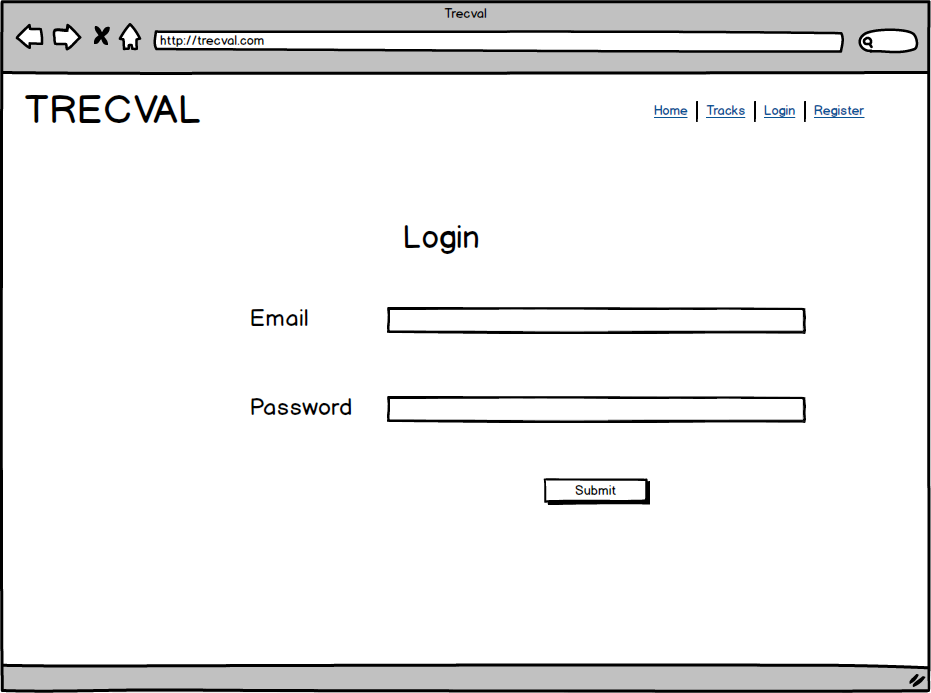 Trecval
http://trecval.com
TRECVAL
Home Tracks Login Register
Login
Email
Password
Submit